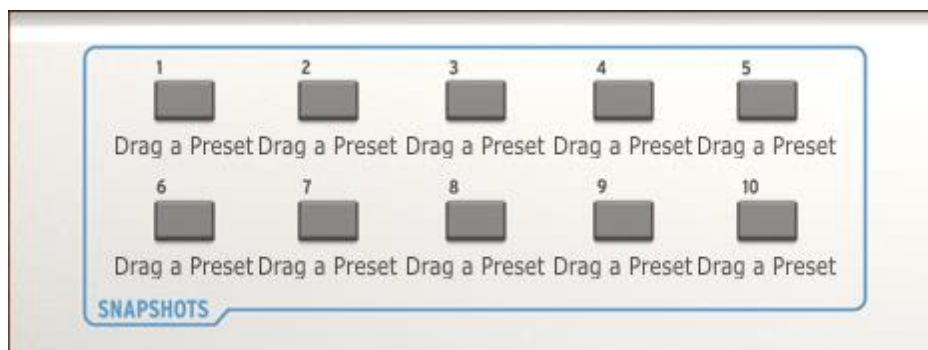 1 2 3 4 5
Drag a Preset Drag a Preset Drag a Preset Drag a Preset Drag a Preset
6 7 8 9 10
Drag a Preset Drag a Preset Drag a Preset Drag a Preset Drag a Preset
SNAPSHOTS